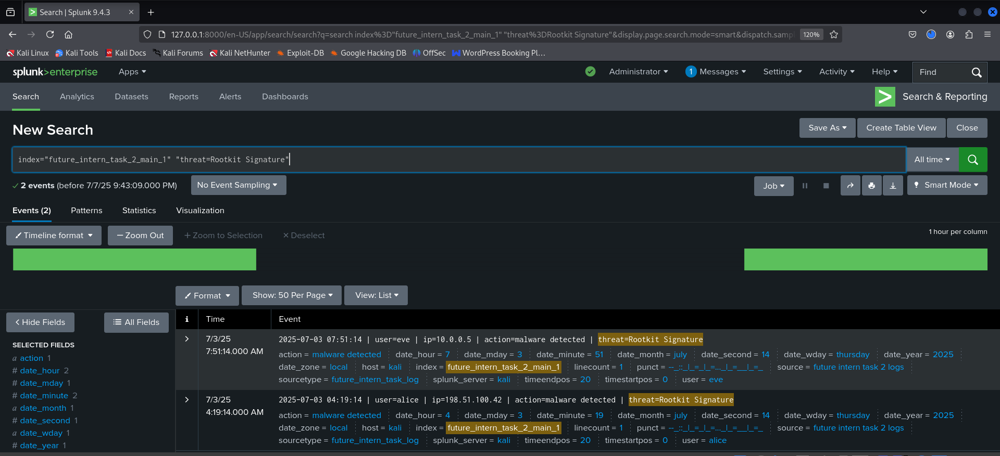 Search | Splunk 9.4.3
127.0.0.1:8000/en-US/app/search/search?q=search index%3D"future_intern_task_2_main_1" "threat%3DRootkit Signature"&display.page.search.mode=smart&dispatch.samp
120%
Kali Linux Kali Tools Kali Docs Kali Forums Kali NetHunter Exploit-DB Google Hacking DB OffSec WordPress Booking Pl...
splunk>enterprise Apps Administrator 1 Messages Settings Activity Help Find
Search Analytics Datasets Reports Alerts Dashboards Search & Reporting
New Search Save As Create Table View Close
index="future_intern_task_2_main_1" "threat=Rootkit Signature" All time
2 events (before 7/7/25 9:43:09.000 PM) No Event Sampling Job Smart Mode
Events (2) Patterns Statistics Visualization
Timeline format Zoom Out + Zoom to Selection × Deselect 1 hour per column
Format Show: 50 Per Page View: List
Hide Fields All Fields i Time Event
SELECTED FIELDS
a action 1
# date_hour 2
# date_mday 1
# date_minute 2
a date_month 1
# date_second 1
a date_wday 1
# date_year 1
7/3/25
7:51:14.000 AM
2025-07-03 07:51:14 | user=eve | ip=10.0.0.5 | action=malware detected | threat=Rootkit Signature
action = malware detected date_hour = 7 date_mday = 3 date_minute = 51 date_month = july date_second = 14 date_wday = thursday date_year = 2025
date_zone = local host = kali index = future_intern_task_2_main_1 linecount = 1 punct = --_::_|_=_|_=..._|_=__|_=_ source = future intern task 2 logs
sourcetype = future_intern_task_log splunk_server = kali timeendpos = 20 timestartpos = 0 user = eve
7/3/25
4:19:14.000 AM
2025-07-03 04:19:14 | user=alice | ip=198.51.100.42 | action=malware detected | threat=Rootkit Signature
action = malware detected date_hour = 4 date_mday = 3 date_minute = 19 date_month = july date_second = 14 date_wday = thursday date_year = 2025
date_zone = local host = kali index = future_intern_task_2_main_1 linecount = 1 punct = --_::_|_=_|_=..._|_=__|_=_ source = future intern task 2 logs
sourcetype = future_intern_task_log splunk_server = kali timeendpos = 20 timestartpos = 0 user = alice